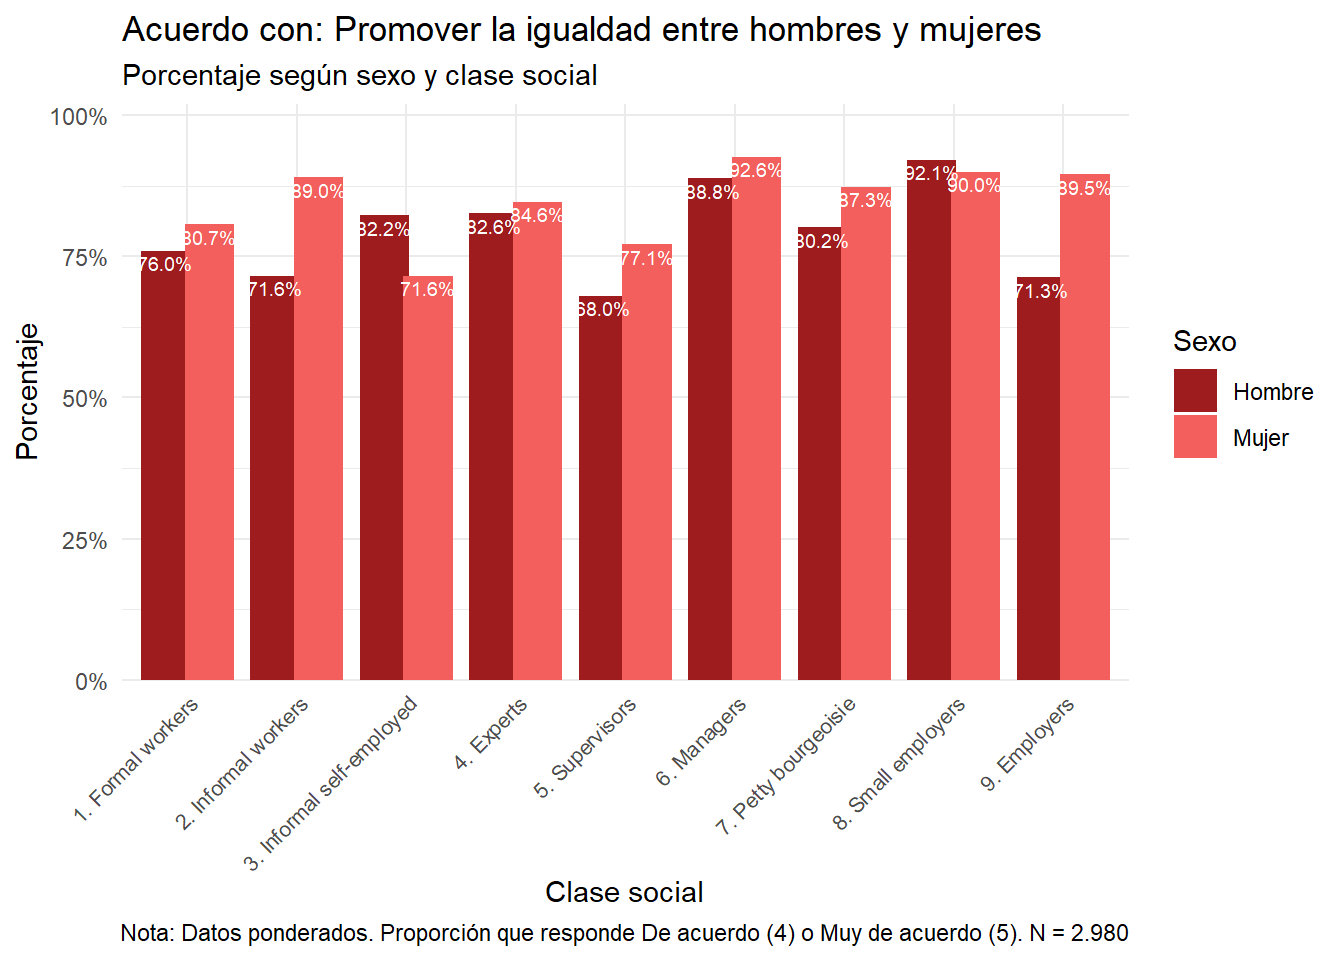 Acuerdo con: Promover la igualdad entre hombres y mujeres
Porcentaje según sexo y clase social
Porcentaje
100%
75%
50%
25%
0%
76.0%
80.7%
71.6%
89.0%
82.2%
71.6%
82.6%
84.6%
68.0%
77.1%
88.8%
92.6%
80.2%
87.3%
92.1%
90.0%
71.3%
89.5%
1. Formal workers
2. Informal workers
3. Informal self-employed
4. Experts
5. Supervisors
6. Managers
7. Petty bourgeoisie
8. Small employers
9. Employers
Clase social
Sexo
Hombre
Mujer
Nota: Datos ponderados. Proporción que responde De acuerdo (4) o Muy de acuerdo (5). N = 2.980